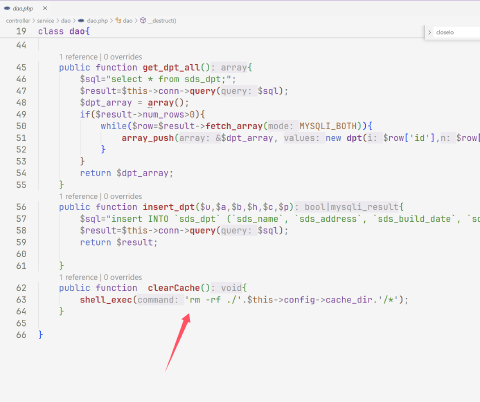 dao.php ×
controller › service › dao › dao.php › dao › __destruct()
closelo
19 class dao{
44
1 reference | 0 overrides
45 public function get_dpt_all(): array{
46 $sql="select * from sds_dpt;";
47 $result=$this->conn->query(query: $sql);
48 $dpt_array = array();
49 if($result->num_rows>0){
50 while($row=$result->fetch_array(mode: MYSQLI_BOTH)){
51 array_push(array: &$dpt_array, values: new dpt(i: $row['id'],n: $row
52 }
53 }
54 return $dpt_array;
55 }
1 reference | 0 overrides
56 public function insert_dpt($u,$a,$b,$h,$c,$p): bool|mysqli_result{
57 $sql="insert INTO `sds_dpt` (`sds_name`, `sds_address`, `sds_build_date`,
58 $result=$this->conn->query(query: $sql);
59 return $result;
60
61 }
1 reference | 0 overrides
62 public function clearCache(): void{
63 shell_exec(command: 'rm -rf ./'.$this->config->cache_dir.'/*');
64 }
65
66 }